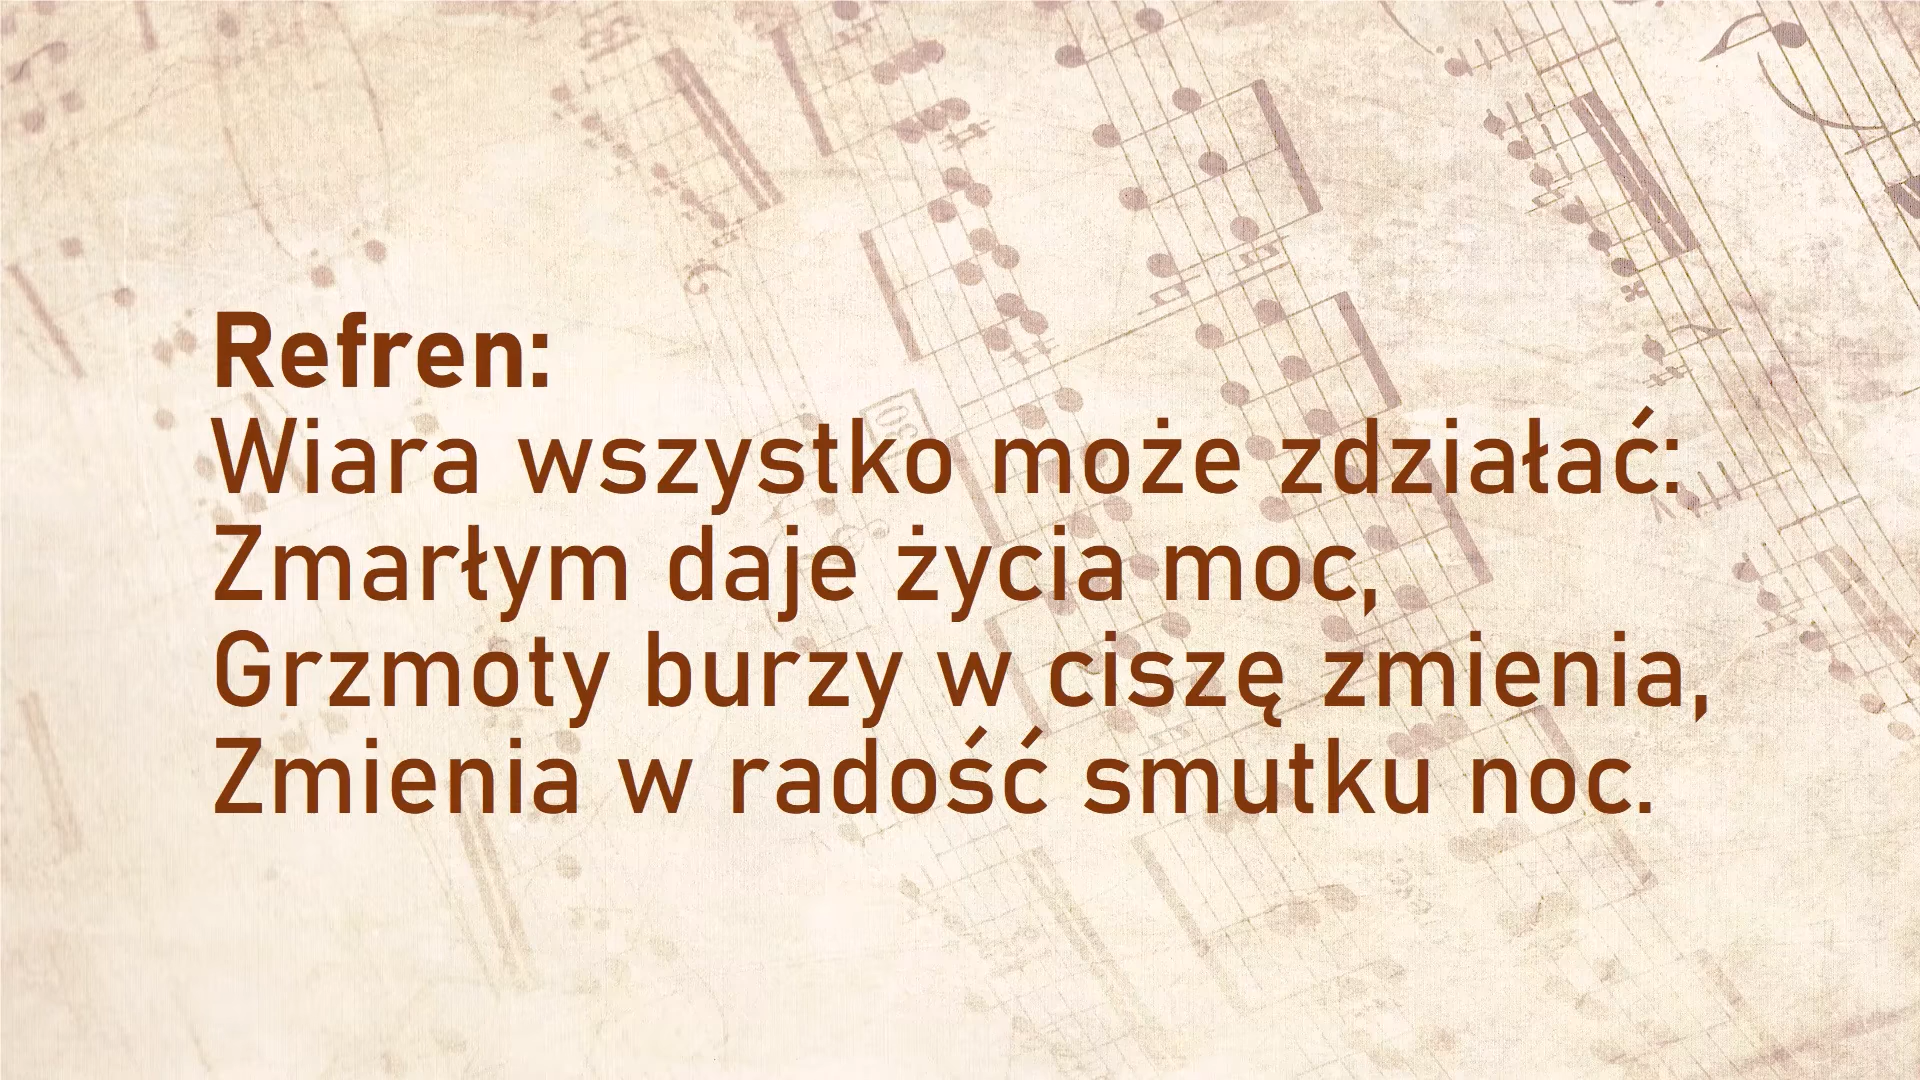 Refren:
Wiara wszystko może zdziałać:
Zmarłym daje życia moc,
Grzmoty burzy w ciszę zmienia,
Zmienia w radość smutku noc.